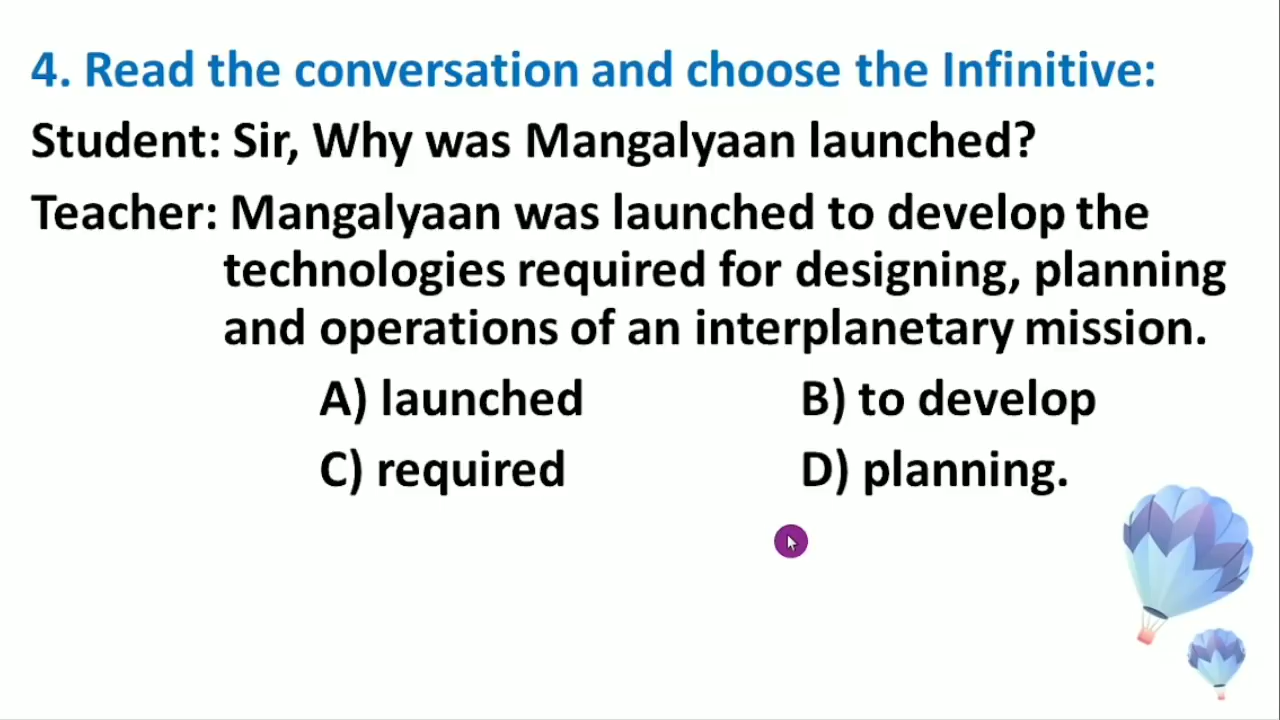 4. Read the conversation and choose the Infinitive:
Student: Sir, Why was Mangalyaan launched?
Teacher: Mangalyaan was launched to develop the
technologies required for designing, planning
and operations of an interplanetary mission.
A) launched B) to develop
C) required D) planning.